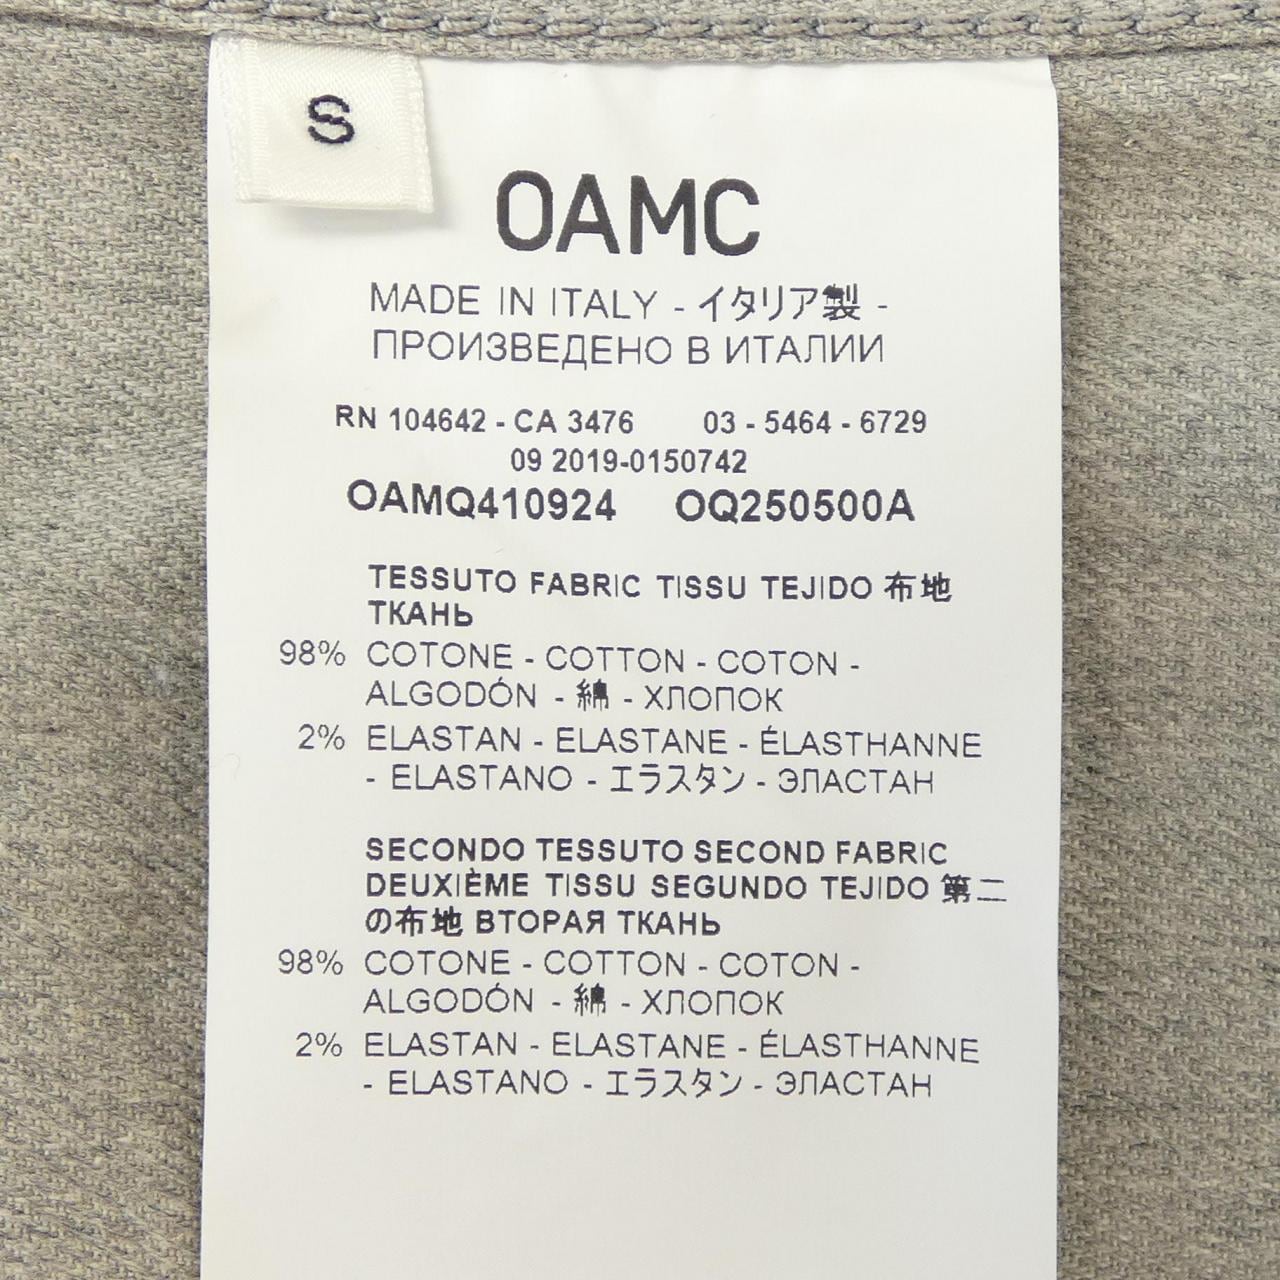 S
OAMC
MADE IN ITALY - イタリア製 -
ПРОИЗВЕДЕНО В ИТАЛИИ
RN 104642 - CA 3476 03 - 5464 - 6729
09 2019-0150742
OAMQ410924 OQ250500A
TESSUTO FABRIC TISSU TEJIDO 布地
ТКАНЬ
98% COTONE - COTTON - COTON -
ALGODÓN - 綿 - ХЛОПОК
2% ELASTAN - ELASTANE - ÉLASTHANNE
- ELASTANO - エラスタン - ЭЛАСТАН
SECONDO TESSUTO SECOND FABRIC
DEUXIÈME TISSU SEGUNDO TEJIDO 第二
の布地 ВТОРАЯ ТКАНЬ
98% COTONE - COTTON - COTON -
ALGODÓN - 綿 - ХЛОПОК
2% ELASTAN - ELASTANE - ÉLASTHANNE
- ELASTANO - エラスタン - ЭЛАСТАН